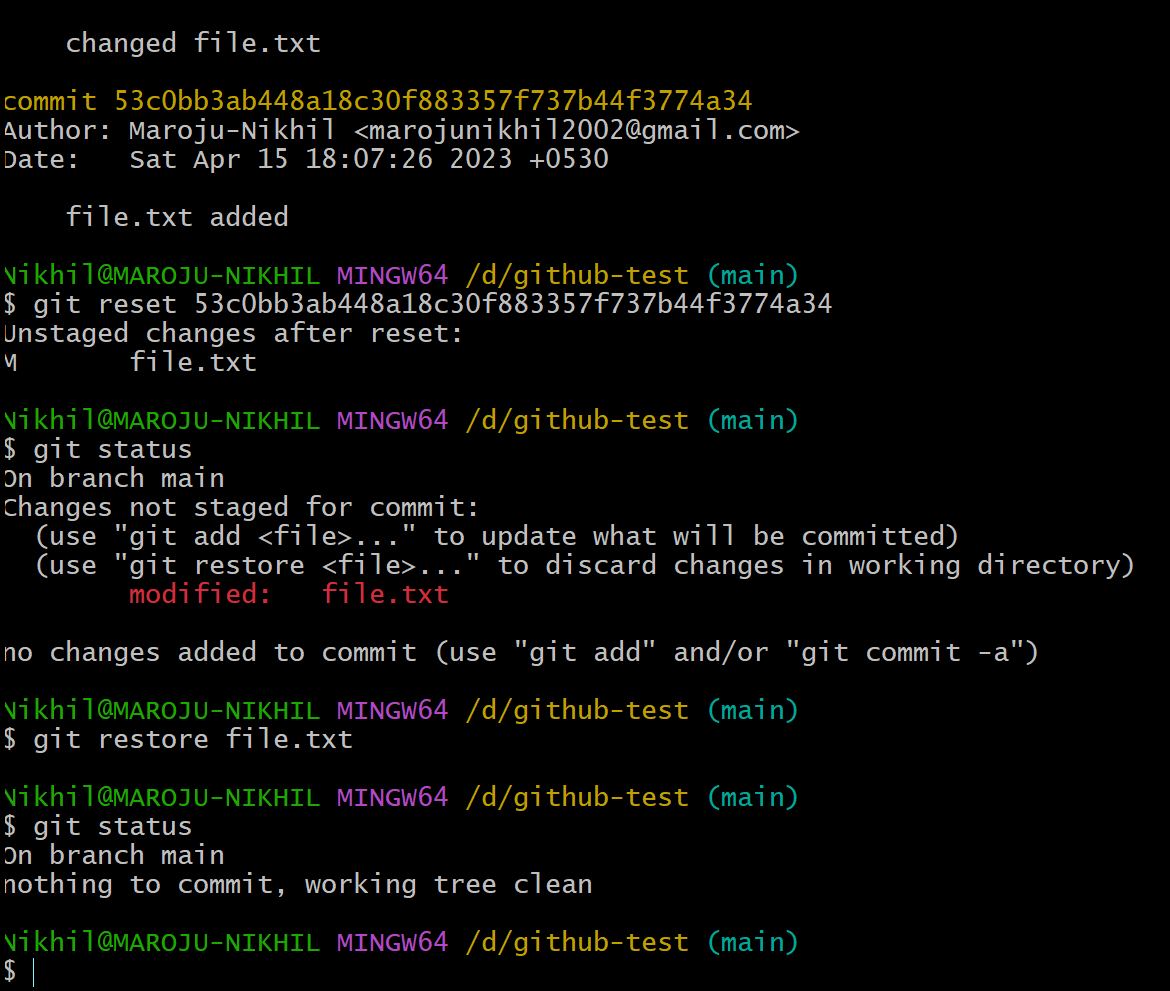 changed file.txt
commit 53c0bb3ab448a18c30f883357f737b44f3774a34
Author: Maroju-Nikhil <marojunikhil2002@gmail.com>
Date:   Sat Apr 15 18:07:26 2023 +0530
file.txt added
Nikhil@MAROJU-NIKHIL MINGW64 /d/github-test (main)
$ git reset 53c0bb3ab448a18c30f883357f737b44f3774a34
Unstaged changes after reset:
M       file.txt
Nikhil@MAROJU-NIKHIL MINGW64 /d/github-test (main)
$ git status
On branch main
Changes not staged for commit:
  (use "git add <file>..." to update what will be committed)
  (use "git restore <file>..." to discard changes in working directory)
        modified:   file.txt
no changes added to commit (use "git add" and/or "git commit -a")
Nikhil@MAROJU-NIKHIL MINGW64 /d/github-test (main)
$ git restore file.txt
Nikhil@MAROJU-NIKHIL MINGW64 /d/github-test (main)
$ git status
On branch main
nothing to commit, working tree clean
Nikhil@MAROJU-NIKHIL MINGW64 /d/github-test (main)
$